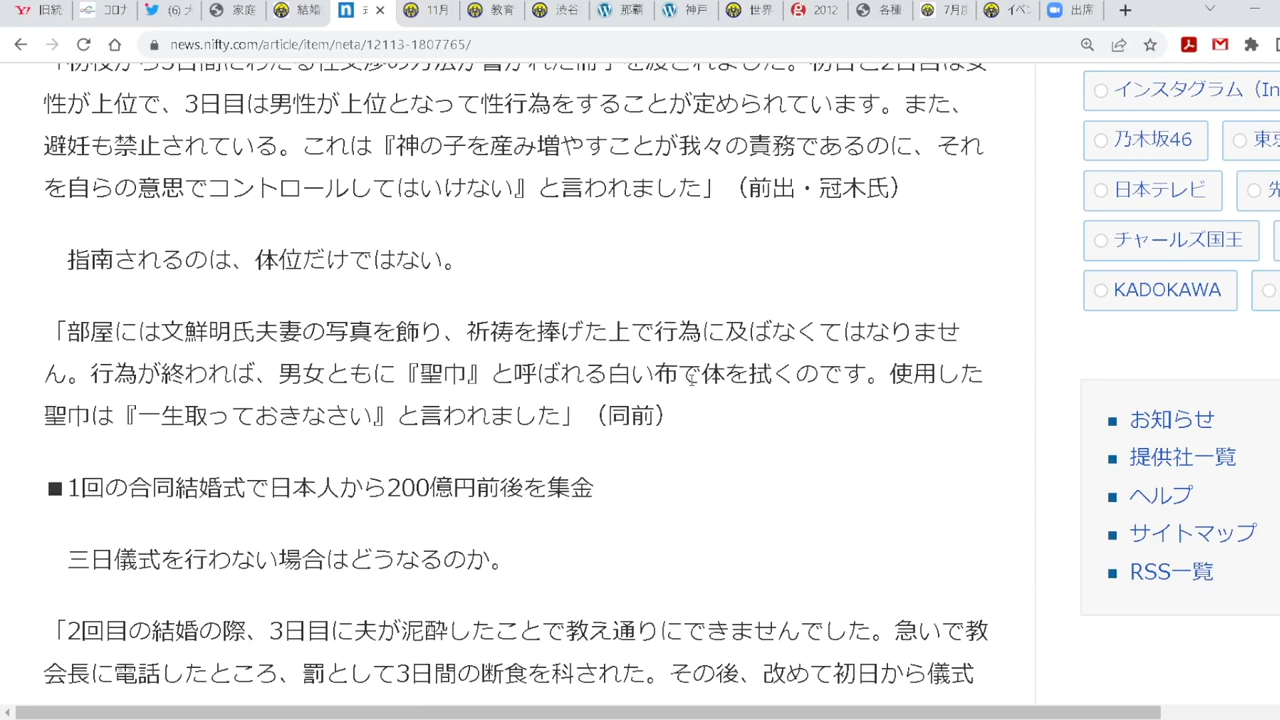 旧統
コロナ
(6) ナ
家庭
結婚
11月
教育
コロナ
渋谷
那覇
神戸
世界
2012
各種
7月
イベン
出席
news.nifty.com/article/item/neta/12113-1807765/
性が上位で、3日目は男性が上位となって性行為をすることが定められています。また、
避妊も禁止されている。これは『神の子を産み増やすことが我々の責務であるのに、それ
を自らの意思でコントロールしてはいけない』と言われました」（前出・冠木氏）
指南されるのは、体位だけではない。
「部屋には文鮮明氏夫妻の写真を飾り、祈祷を捧げた上で行為に及ばなくてはなりませ
ん。行為が終われば、男女ともに『聖巾』と呼ばれる白い布で体を拭くのです。使用した
聖巾は『一生取っておきなさい』と言われました」（同前）
■1回の合同結婚式で日本人から200億円前後を集金
三日儀式を行わない場合はどうなるのか。
「2回目の結婚の際、3日目に夫が泥酔したことで教え通りにできませんでした。急いで教
会長に電話したところ、罰として3日間の断食を科された。その後、改めて初日から儀式
インスタグラム（In
乃木坂46
東京
日本テレビ
先
チャールズ国王
KADOKAWA
お知らせ
提供社一覧
ヘルプ
サイトマップ
RSS一覧